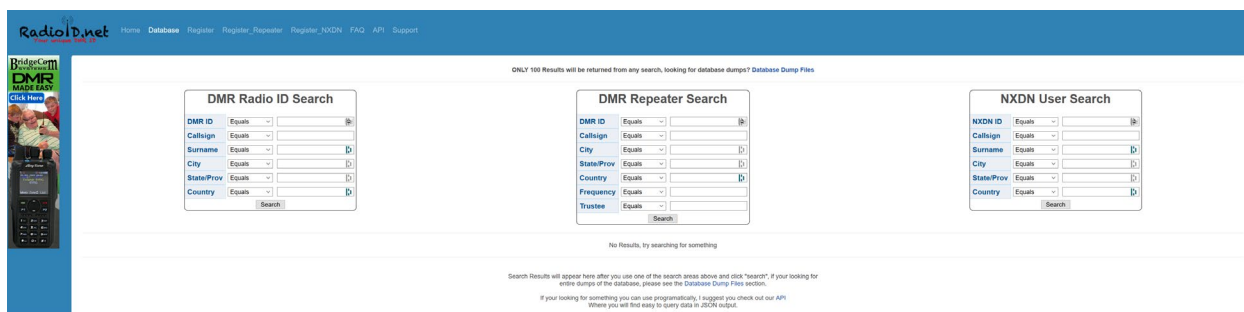 RadioID.net
Your unique DMR ID
Home Database Register Register_Repeater Register_NXDN FAQ API Support
BridgeCom
SYSTEMS
DMR
MADE EASY
Click Here
ONLY 100 Results will be returned from any search, looking for database dumps? Database Dump Files
DMR Radio ID Search
DMR ID Equals
Callsign Equals
Surname Equals
City Equals
State/Prov Equals
Country Equals
Search
DMR Repeater Search
DMR ID Equals
Callsign Equals
City Equals
State/Prov Equals
Country Equals
Frequency Equals
Trustee Equals
Search
NXDN User Search
NXDN ID Equals
Callsign Equals
Surname Equals
City Equals
State/Prov Equals
Country Equals
Search
No Results, try searching for something
Search Results will appear here after you use one of the search areas above and click "search", if your looking for
entire dumps of the database, please see the Database Dump Files section.
If your looking for something you can use programatically, I suggest you check out our API
Where you will find easy to query data in JSON output.